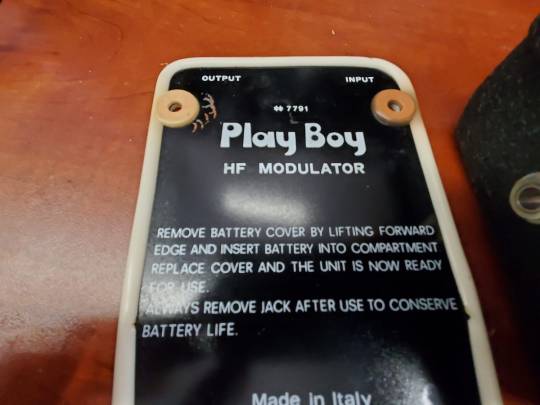 OUTPUT INPUT
7791
Play Boy
HF MODULATOR
REMOVE BATTERY COVER BY LIFTING FORWARD
EDGE AND INSERT BATTERY INTO COMPARTMENT
REPLACE COVER AND THE UNIT IS NOW READY
FOR USE.
ALWAYS REMOVE JACK AFTER USE TO CONSERVE
BATTERY LIFE.
Made in Italy